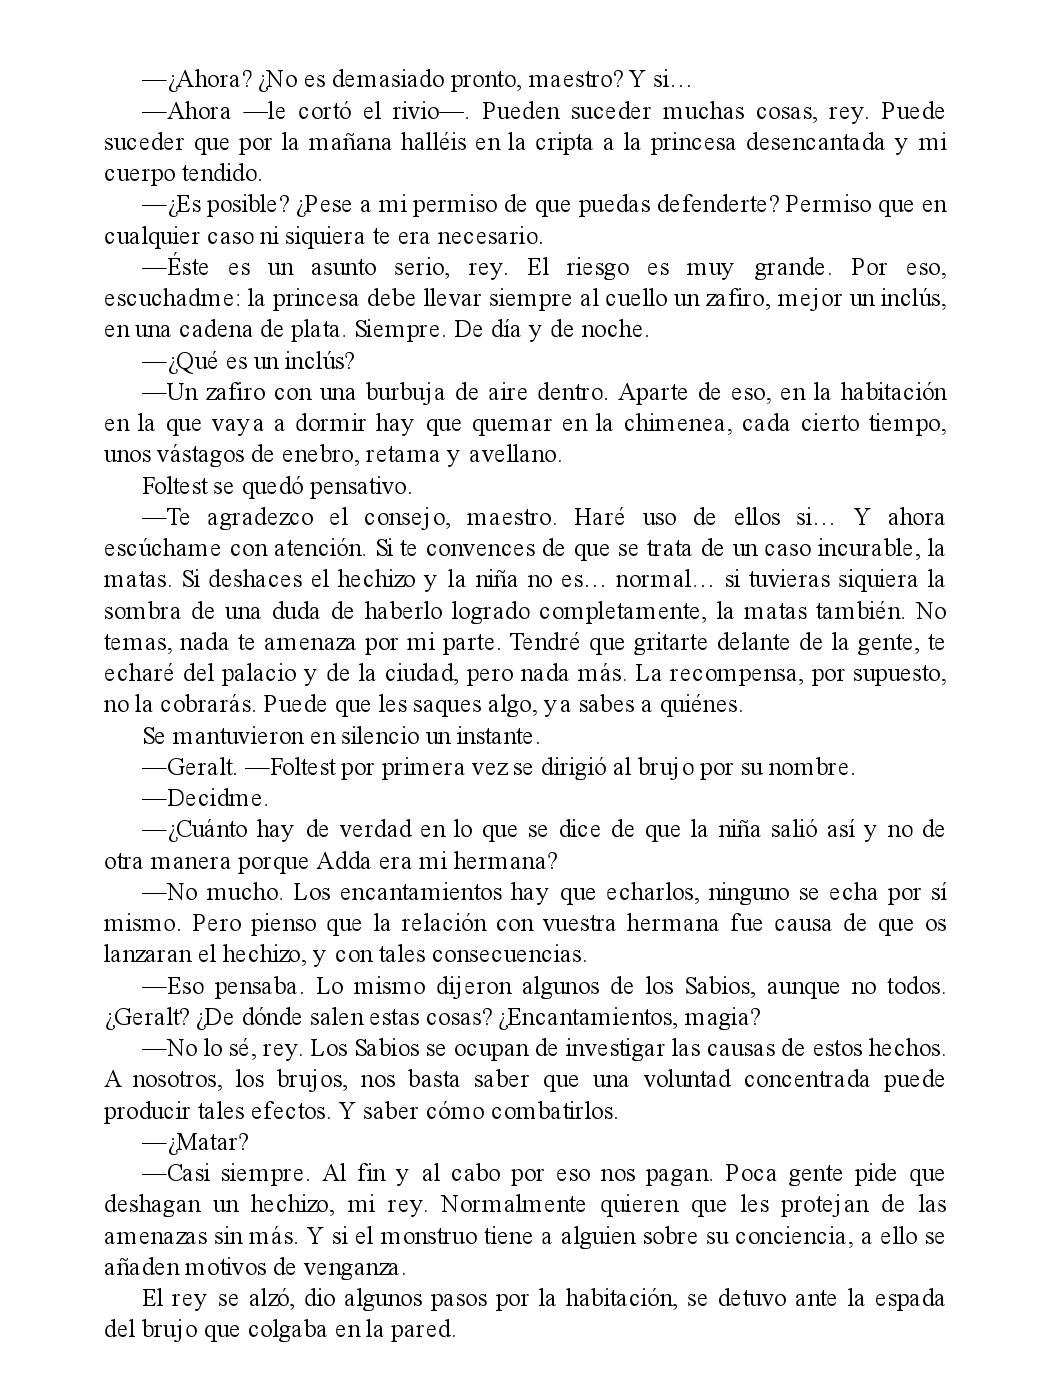 —¿Ahora? ¿No es demasiado pronto, maestro? Y si…
—Ahora —le cortó el rivio—. Pueden suceder muchas cosas, rey. Puede
suceder que por la mañana halléis en la cripta a la princesa desencantada y mi
cuerpo tendido.
—¿Es posible? ¿Pese a mi permiso de que puedas defenderte? Permiso que en
cualquier caso ni siquiera te era necesario.
—Éste es un asunto serio, rey. El riesgo es muy grande. Por eso,
escuchadme: la princesa debe llevar siempre al cuello un zafiro, mejor un inclús,
en una cadena de plata. Siempre. De día y de noche.
—¿Qué es un inclús?
—Un zafiro con una burbuja de aire dentro. Aparte de eso, en la habitación
en la que vaya a dormir hay que quemar en la chimenea, cada cierto tiempo,
unos vástagos de enebro, retama y avellano.
Foltest se quedó pensativo.
—Te agradezco el consejo, maestro. Haré uso de ellos si… Y ahora
escúchame con atención. Si te convences de que se trata de un caso incurable, la
matas. Si deshaces el hechizo y la niña no es… normal… si tuvieras siquiera la
sombra de una duda de haberlo logrado completamente, la matas también. No
temas, nada te amenaza por mi parte. Tendré que gritarte delante de la gente, te
echaré del palacio y de la ciudad, pero nada más. La recompensa, por supuesto,
no la cobrarás. Puede que les saques algo, ya sabes a quiénes.
Se mantuvieron en silencio un instante.
—Geralt. —Foltest por primera vez se dirigió al brujo por su nombre.
—Decidme.
—¿Cuánto hay de verdad en lo que se dice de que la niña salió así y no de
otra manera porque Adda era mi hermana?
—No mucho. Los encantamientos hay que echarlos, ninguno se echa por sí
mismo. Pero pienso que la relación con vuestra hermana fue causa de que os
lanzaran el hechizo, y con tales consecuencias.
—Eso pensaba. Lo mismo dijeron algunos de los Sabios, aunque no todos.
¿Geralt? ¿De dónde salen estas cosas? ¿Encantamientos, magia?
—No lo sé, rey. Los Sabios se ocupan de investigar las causas de estos hechos.
A nosotros, los brujos, nos basta saber que una voluntad concentrada puede
producir tales efectos. Y saber cómo combatirlos.
—¿Matar?
—Casi siempre. Al fin y al cabo por eso nos pagan. Poca gente pide que
deshagan un hechizo, mi rey. Normalmente quieren que les protejan de las
amenazas sin más. Y si el monstruo tiene a alguien sobre su conciencia, a ello se
añaden motivos de venganza.
El rey se alzó, dio algunos pasos por la habitación, se detuvo ante la espada
del brujo que colgaba en la pared.